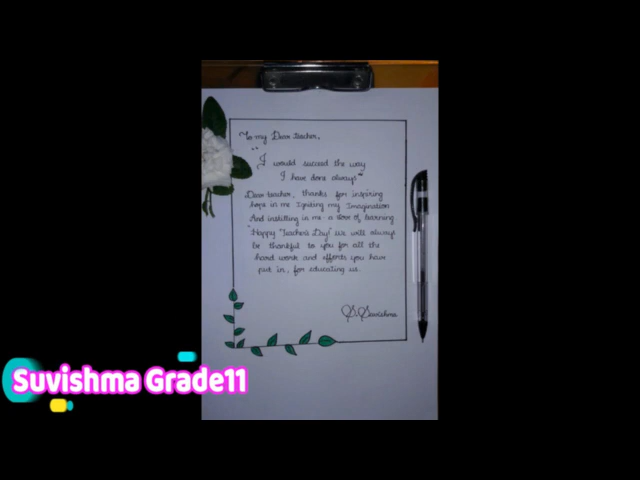 To my Dear teacher,
"I would succeed the way
I have done always"
Dear teacher, thanks for inspiring
hope in me Igniting my Imagination
And instilling in me a love of learning
"Happy Teacher's Day!" we will always
be thankful to you for all the
hard work and efforts you have
put in, for educating us.
S. Suvishma
Suvishma Grade11